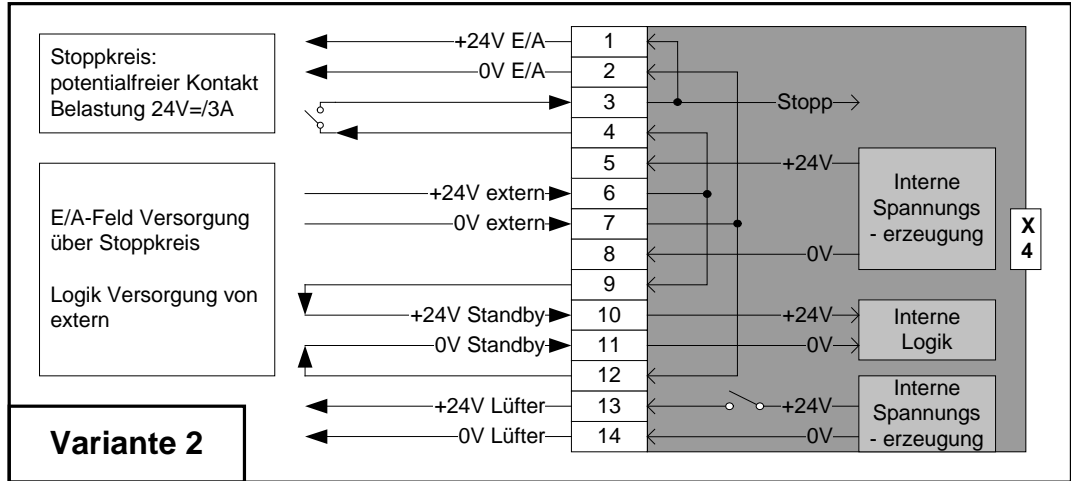 Stoppkreis:
potentialfreier Kontakt
Belastung 24V=/3A
E/A-Feld Versorgung
über Stoppkreis
Logik Versorgung von
extern
Variante 2
+24V E/A
0V E/A
+24V extern
0V extern
+24V Standby
0V Standby
+24V Lüfter
0V Lüfter
1
2
3
4
5
6
7
8
9
10
11
12
13
14
Stopp
+24V
0V
+24V
0V
+24V
0V
Interne
Spannungs
- erzeugung
Interne
Logik
Interne
Spannungs
- erzeugung
X
4